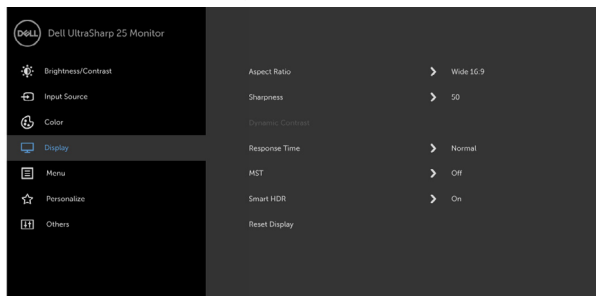 DELL
Dell UltraSharp 25 Monitor
Brightness/Contrast
Input Source
Color
Display
Menu
Personalize
Others
Aspect Ratio Wide 16:9
Sharpness 50
Dynamic Contrast
Response Time Normal
MST Off
Smart HDR On
Reset Display